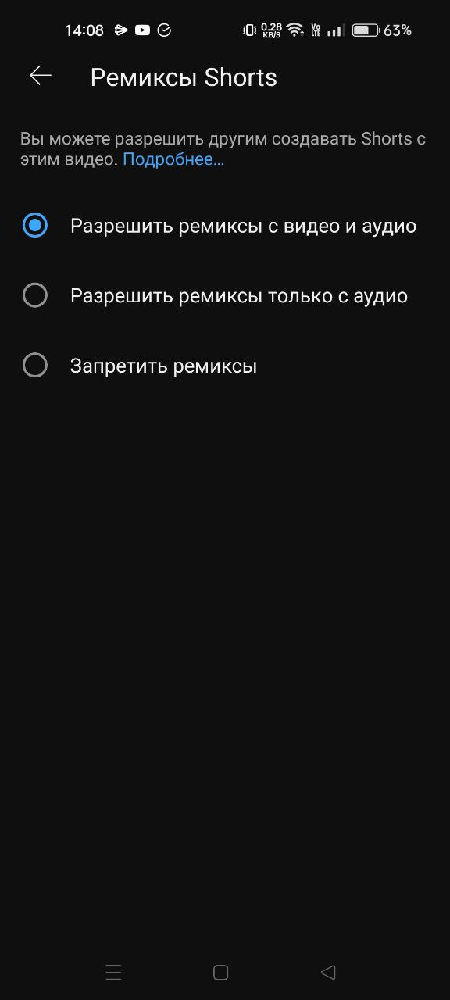 14:08 0.28 KB/S Vo LTE 63%
Ремиксы Shorts
Вы можете разрешить другим создавать Shorts с
этим видео. Подробнее...
Разрешить ремиксы с видео и аудио
Разрешить ремиксы только с аудио
Запретить ремиксы